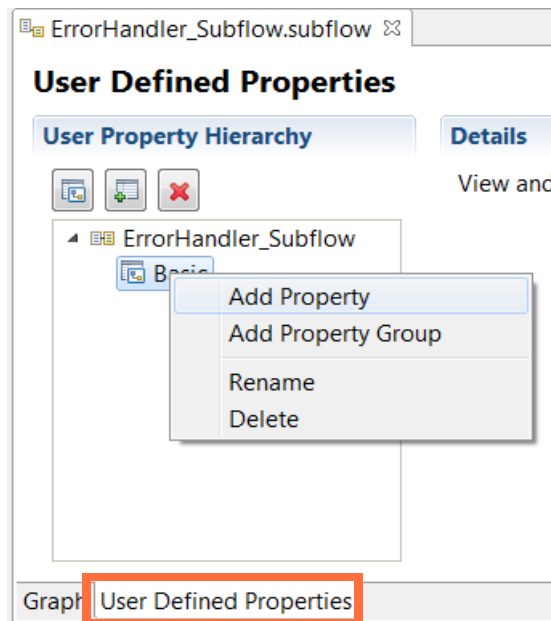 ErrorHandler_Subflow.subflow
User Defined Properties
User Property Hierarchy
Details
View and
ErrorHandler_Subflow
Basic
Add Property
Add Property Group
Rename
Delete
Graph
User Defined Properties